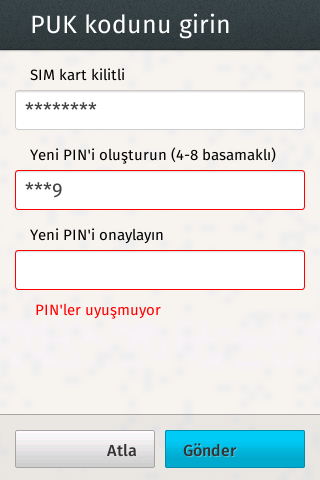 PUK kodunu girin
SIM kart kilitli
********
Yeni PIN'i oluşturun (4-8 basamaklı)
***9
Yeni PIN'i onaylayın
PIN'ler uyuşmuyor
Atla
Gönder